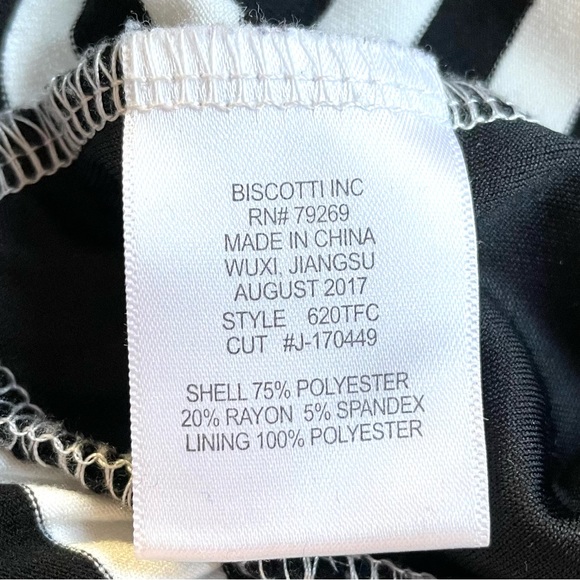 BISCOTTI INC
RN# 79269
MADE IN CHINA
WUXI, JIANGSU
AUGUST 2017
STYLE 620TFC
CUT #J-170449
SHELL 75% POLYESTER
20% RAYON 5% SPANDEX
LINING 100% POLYESTER